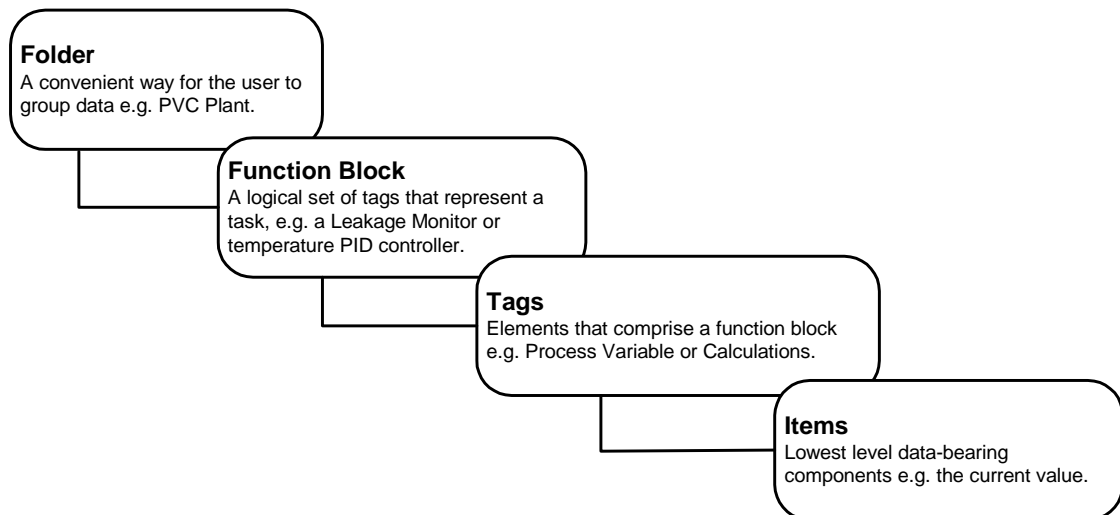 Folder
A convenient way for the user to
group data e.g. PVC Plant.
Function Block
A logical set of tags that represent a
task, e.g. a Leakage Monitor or
temperature PID controller.
Tags
Elements that comprise a function block
e.g. Process Variable or Calculations.
Items
Lowest level data-bearing
components e.g. the current value.